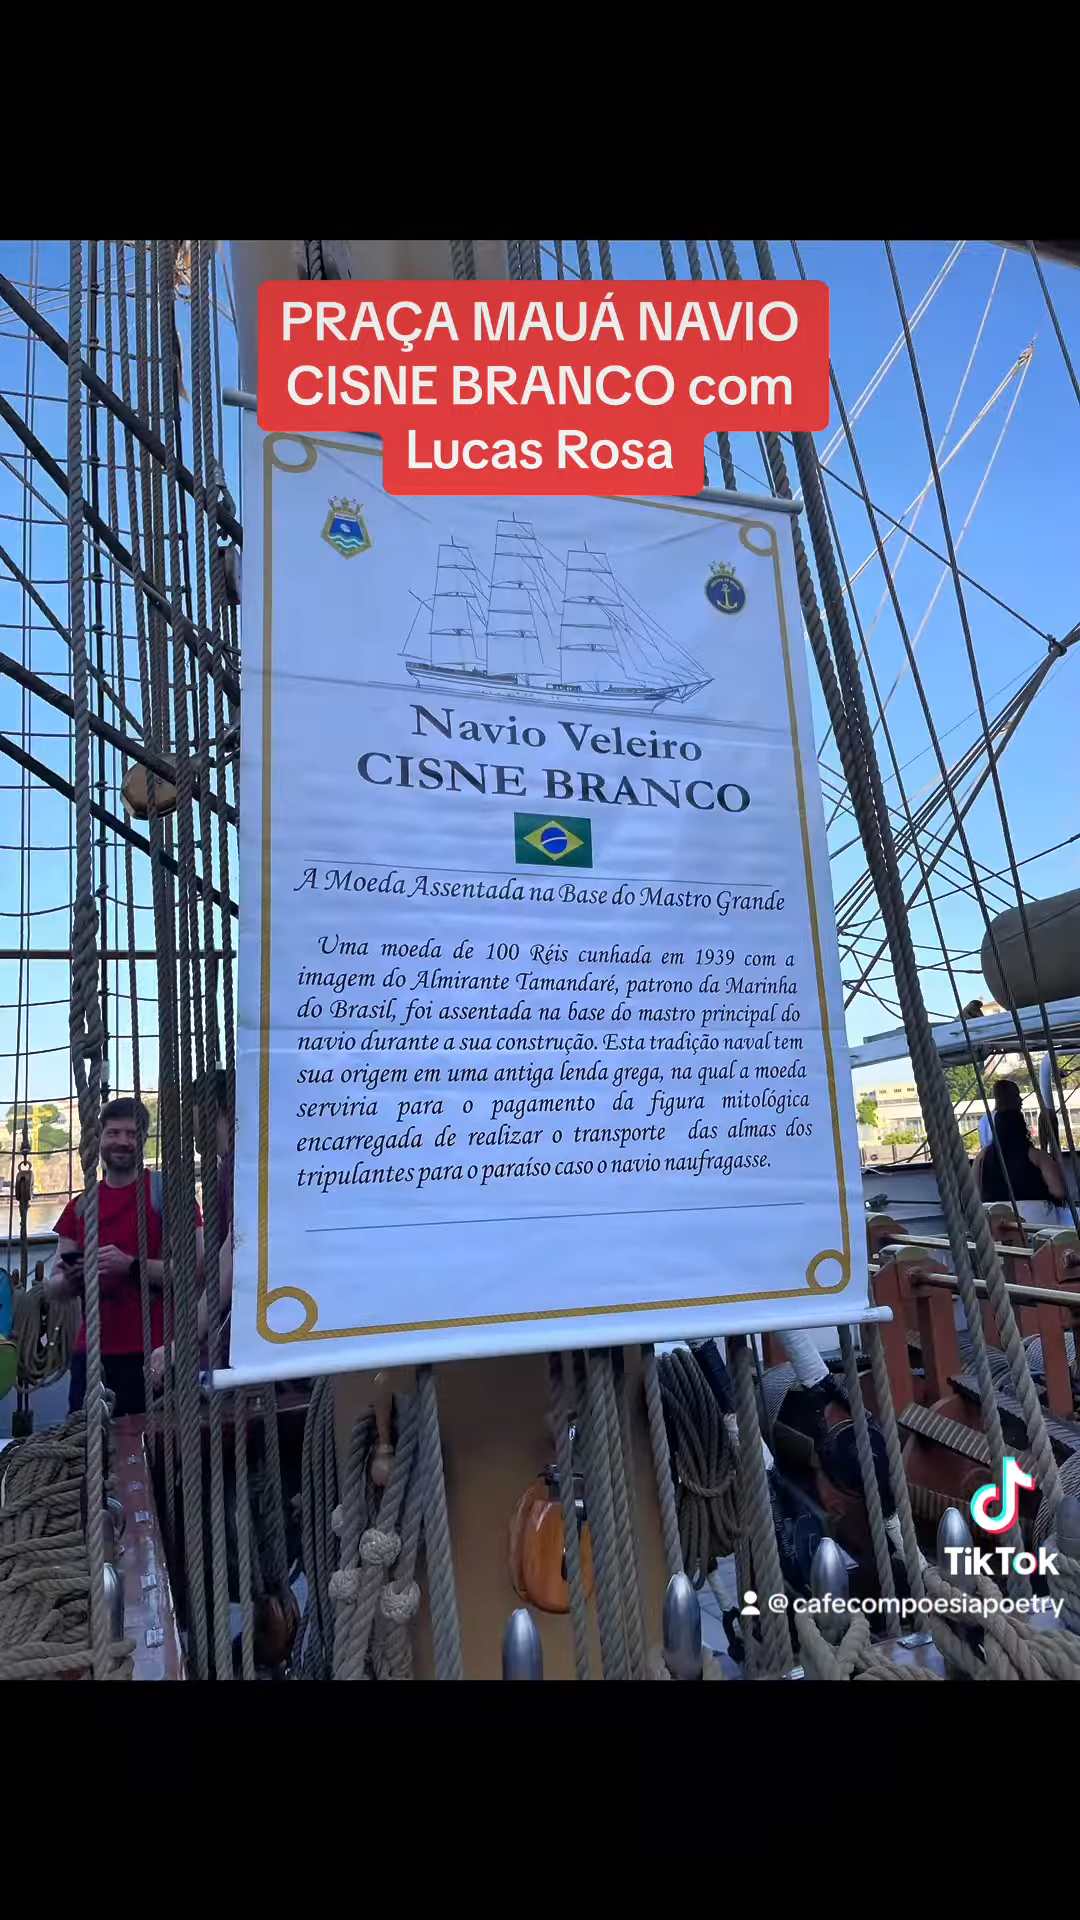 PRAÇA MAUÁ NAVIO
CISNE BRANCO com
Lucas Rosa
Navio Veleiro
CISNE BRANCO
A Moeda Assentada na Base do Mastro Grande
Uma moeda de 100 Réis cunhada em 1939 com a
imagem do Almirante Tamandaré, patrono da Marinha
do Brasil, foi assentada na base do mastro principal do
navio durante a sua construção. Esta tradição naval tem
sua origem em uma antiga lenda grega, na qual a moeda
serviria para o pagamento da figura mitológica
encarregada de realizar o transporte das almas dos
tripulantes para o paraíso caso o navio naufragasse.
TikTok
@cafecompoesiapoetry